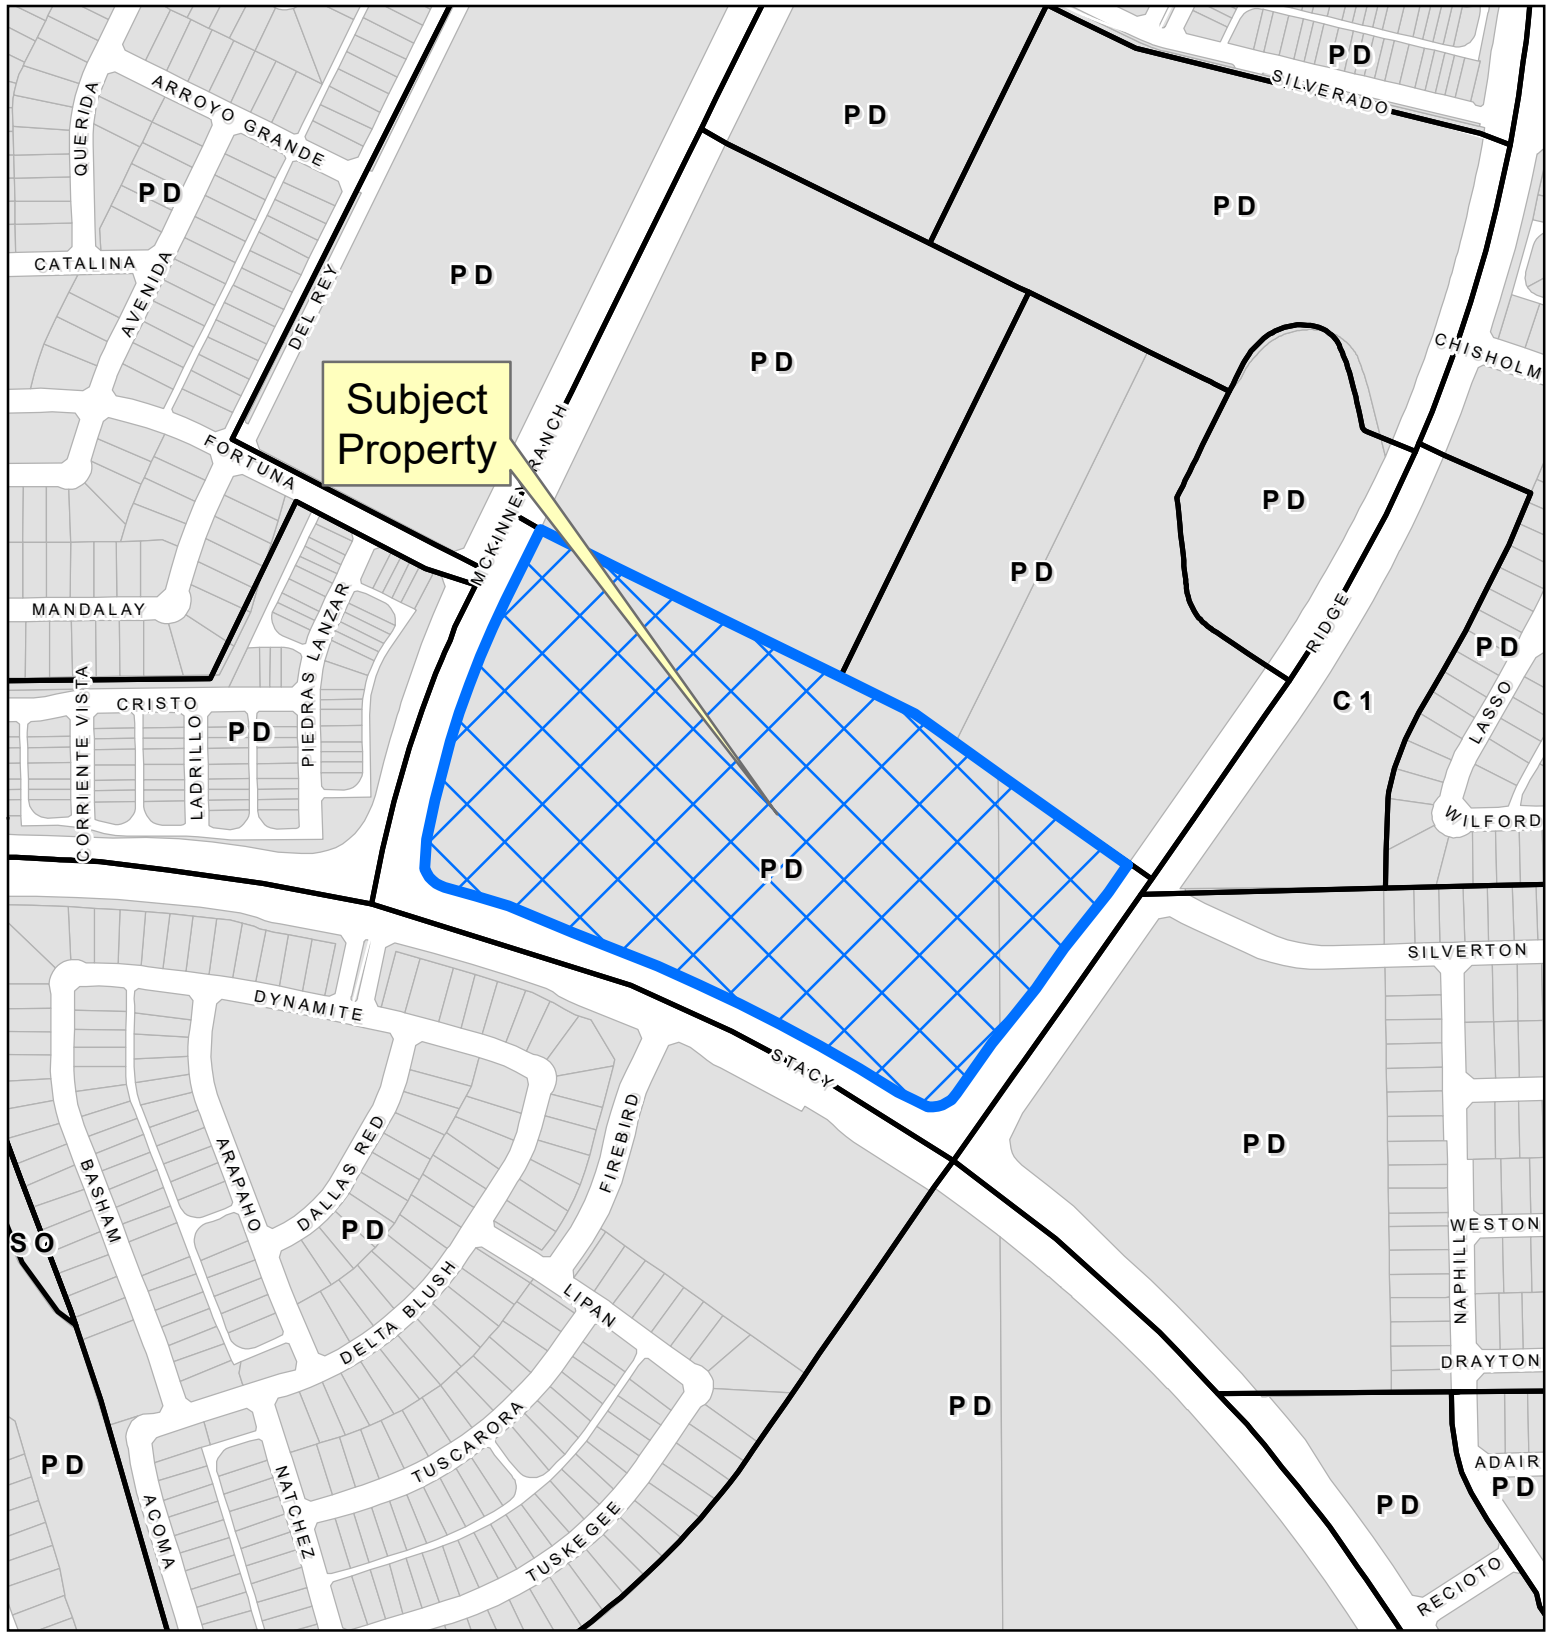 PD
SILVERADO
QUERIDA
ARROYO GRANDE
PD
PD
PD
CATALINA
AVENIDA
DEL REY
PD
CHISHOLM
PD
Subject
Property
MCKINNEY RANCH
FORTUNA
PD
PD
MANDALAY
RIDGE
PD
PIEDRAS LANZAR
CORRIENTE VISTA
CRISTO
PD
LADRILLO
C1
LASSO
WILFORD
PD
SILVERTON
DYNAMITE
STACY
FIREBIRD
DALLAS RED
ARAPAHO
BASHAM
PD
PD
SO
WESTON
NAPHILL
DELTA BLUSH
LIPAN
DRAYTON
PD
TUSCARORA
PD
NATCHEZ
ACOMA
TUSKEGEE
ADAIR
PD
PD
RECIOTO